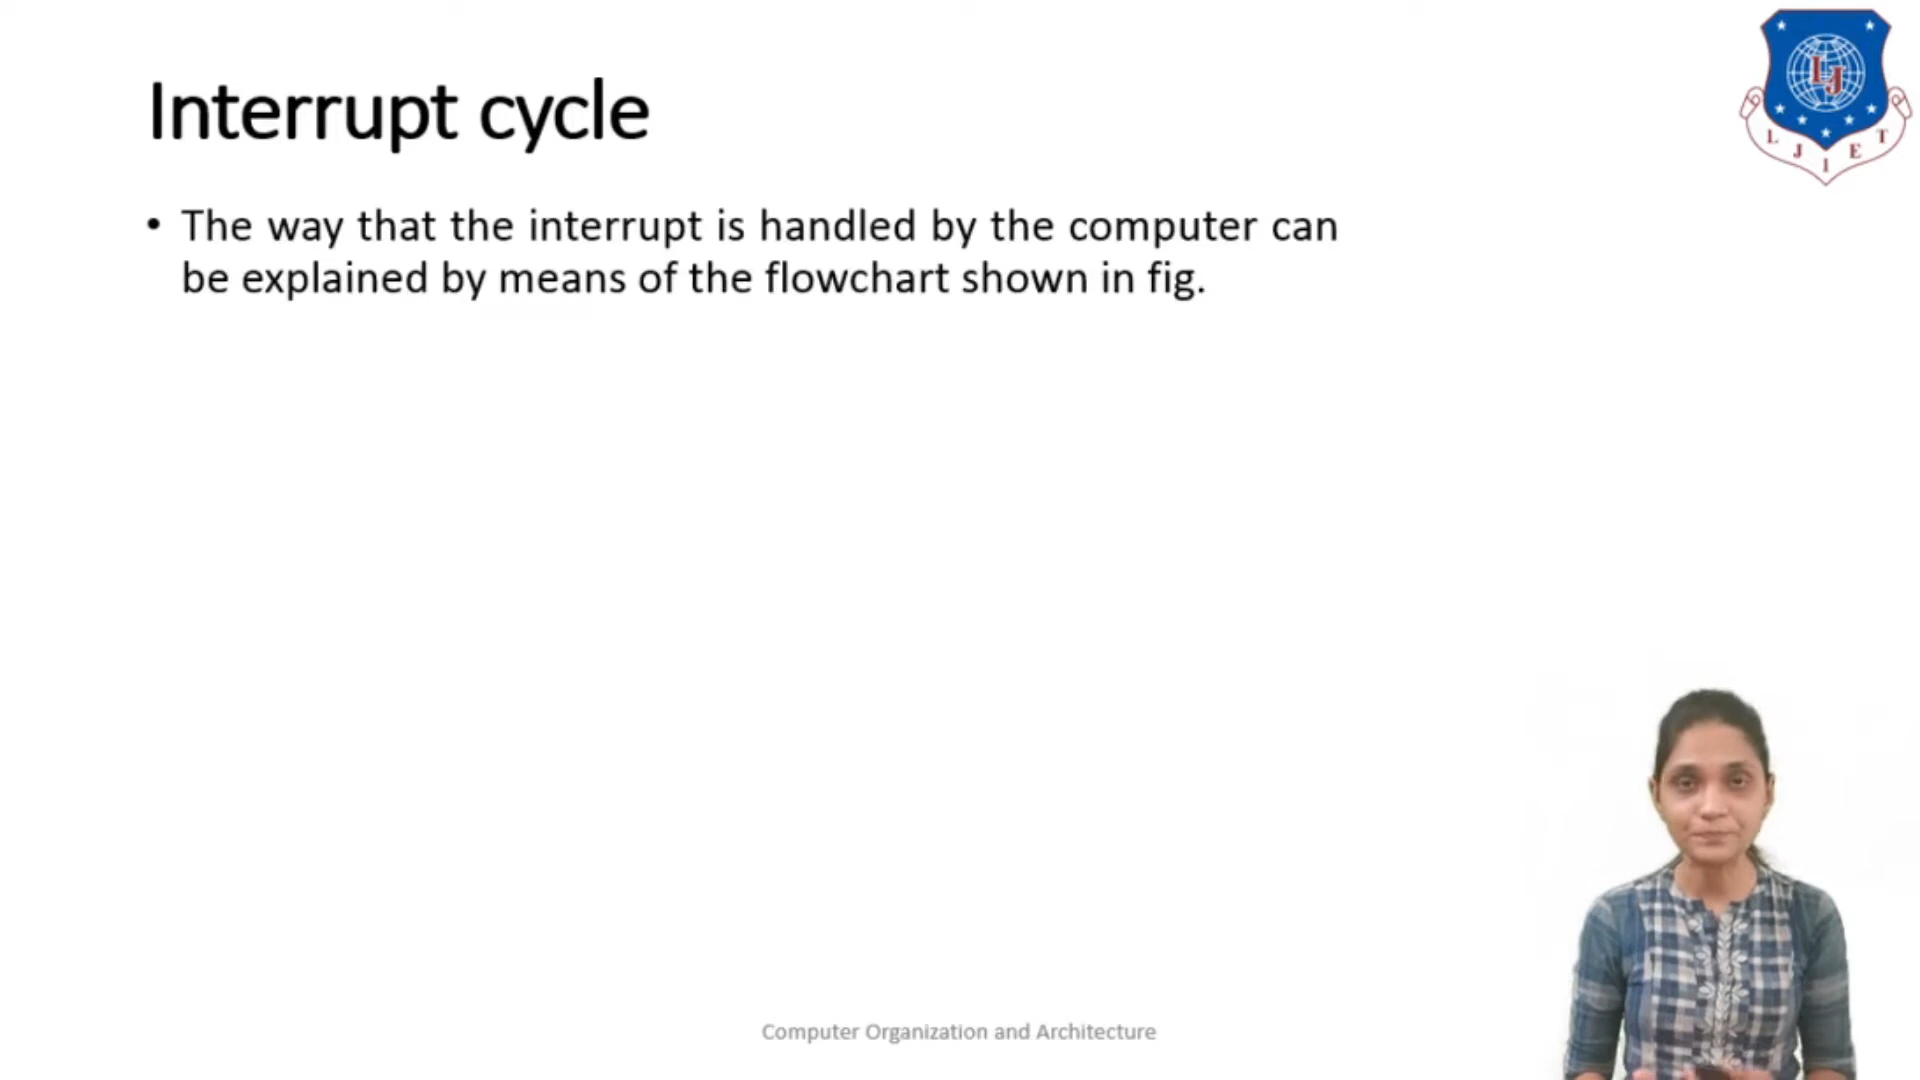 Interrupt cycle
• The way that the interrupt is handled by the computer can
be explained by means of the flowchart shown in fig.
LJ
L J I E T
Computer Organization and Architecture